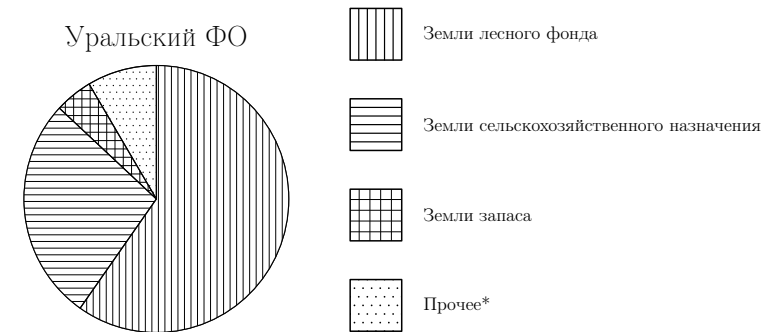 Уральский ФО
Земли лесного фонда
Земли сельскохозяйственного назначения
Земли запаса
Прочее*